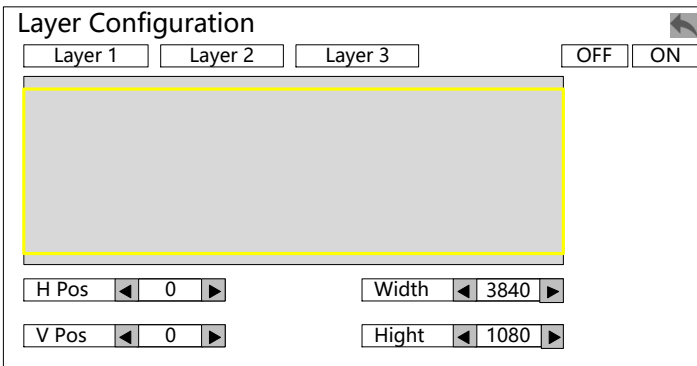 Layer Configuration
Layer 1 Layer 2 Layer 3 OFF ON
H Pos 0 Width 3840
V Pos 0 Hight 1080